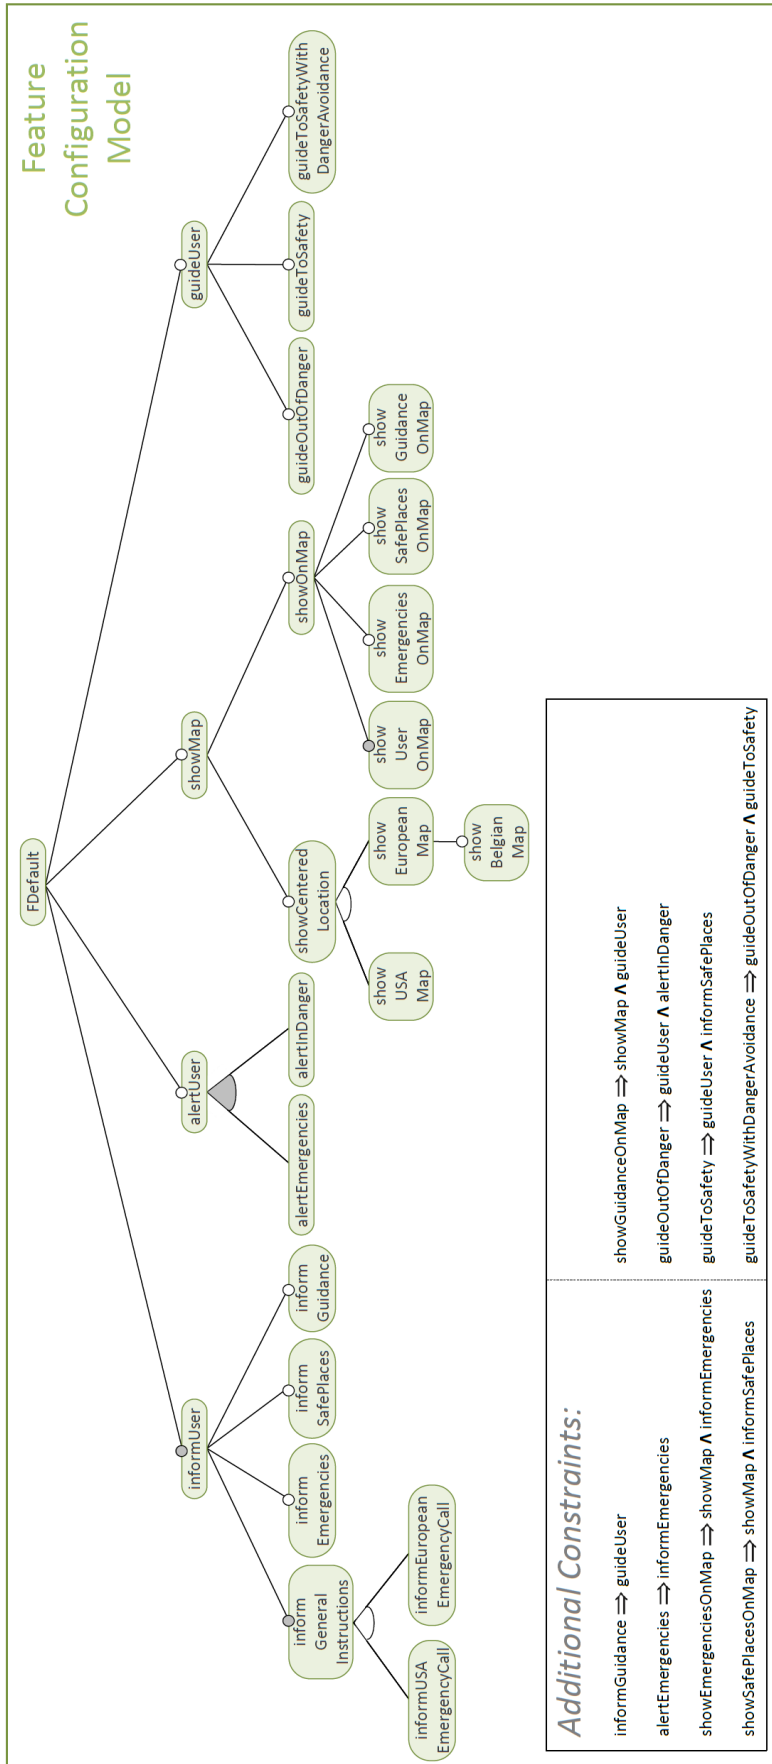 Feature
Configuration
Model
FDefault
informUser
alertUser
showMap
guideUser
inform
General
Instructions
inform
Emergencies
inform
SafePlaces
inform
Guidance
alertEmergencies
alertInDanger
showCentered
Location
showOnMap
guideOutOfDanger
guideToSafety
guideToSafetyWith
DangerAvoidance
informUSA
EmergencyCall
informEuropean
EmergencyCall
show
USA
Map
show
European
Map
show
User
OnMap
show
Emergencies
OnMap
show
SafePlaces
OnMap
show
Guidance
OnMap
show
Belgian
Map
Additional Constraints:
informGuidance ⇒ guideUser
alertEmergencies ⇒ informEmergencies
showEmergenciesOnMap ⇒ showMap ∧ informEmergencies
showSafePlacesOnMap ⇒ showMap ∧ informSafePlaces
showGuidanceOnMap ⇒ showMap ∧ guideUser
guideOutOfDanger ⇒ guideUser ∧ alertInDanger
guideToSafety ⇒ guideUser ∧ informSafePlaces
guideToSafetyWithDangerAvoidance ⇒ guideOutOfDanger ∧ guideToSafety